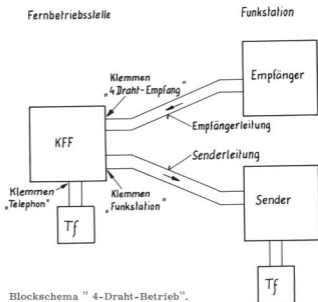 Fernbetriebsstelle
Funkstation
Klemmen
"4 Draht-Empfang"
Empfänger
Empfängerleitung
KFF
Senderleitung
Klemmen
"Telephon"
Klemmen
"Funkstation"
Sender
Tf
Tf
Blockschema " 4-Draht-Betrieb".